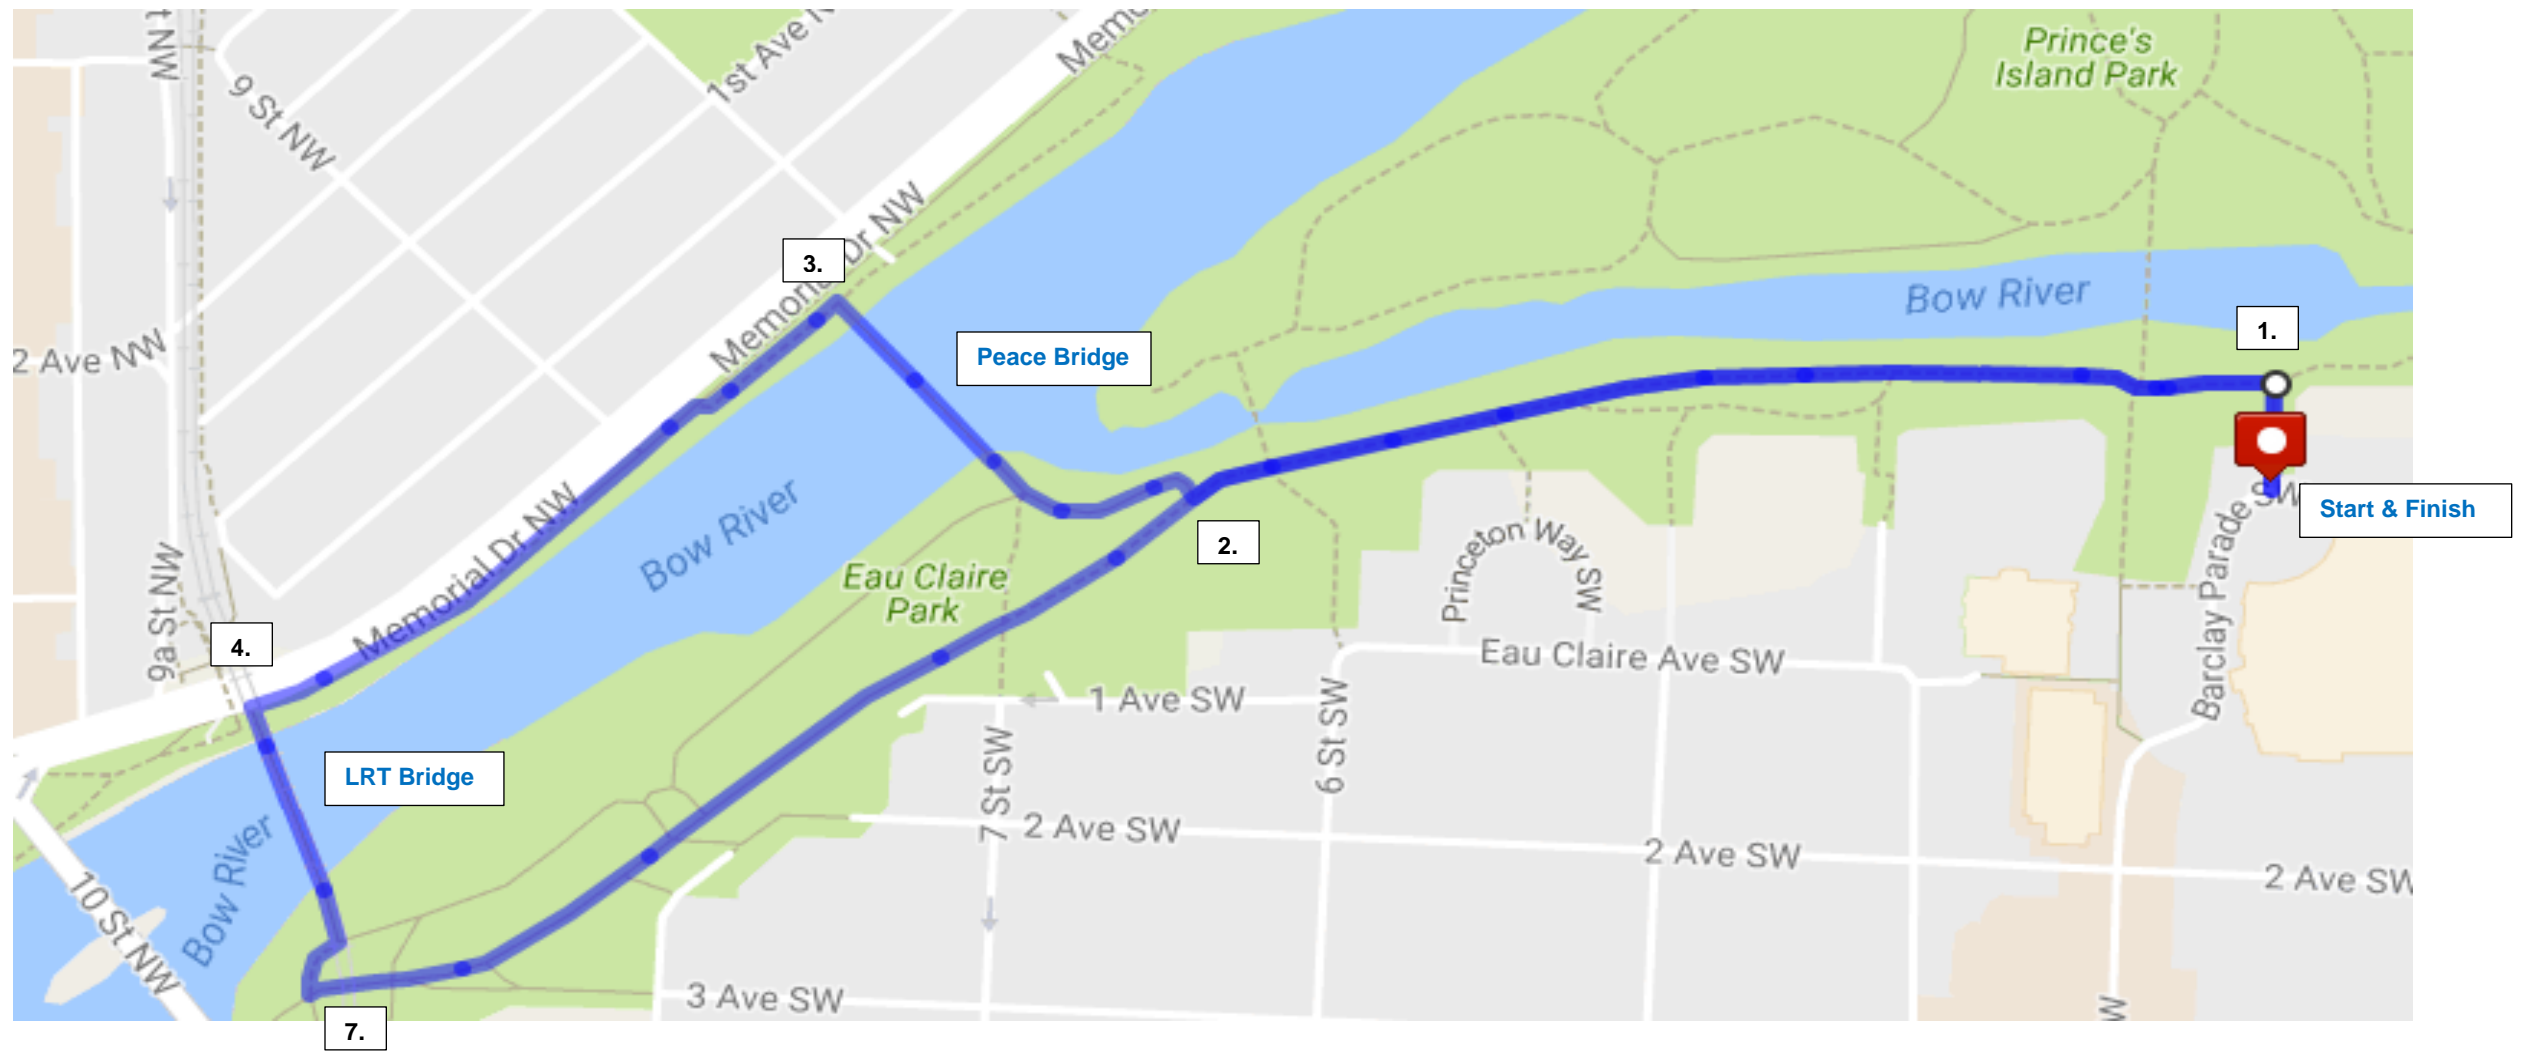 t NW
9 St NW
1st Ave N
Memo
Prince's
Island Park
3.
Memorial Dr NW
Bow River
1.
2 Ave NW
Peace Bridge
Start & Finish
Memorial Dr NW
Bow River
2.
Eau Claire
Park
Princeton Way SW
Barclay Parade SW
9a St NW
4.
Eau Claire Ave SW
1 Ave SW
6 St SW
LRT Bridge
7 St SW
2 Ave SW
2 Ave SW
2 Ave SW
Bow River
10 St NW
3 Ave SW
W
7.